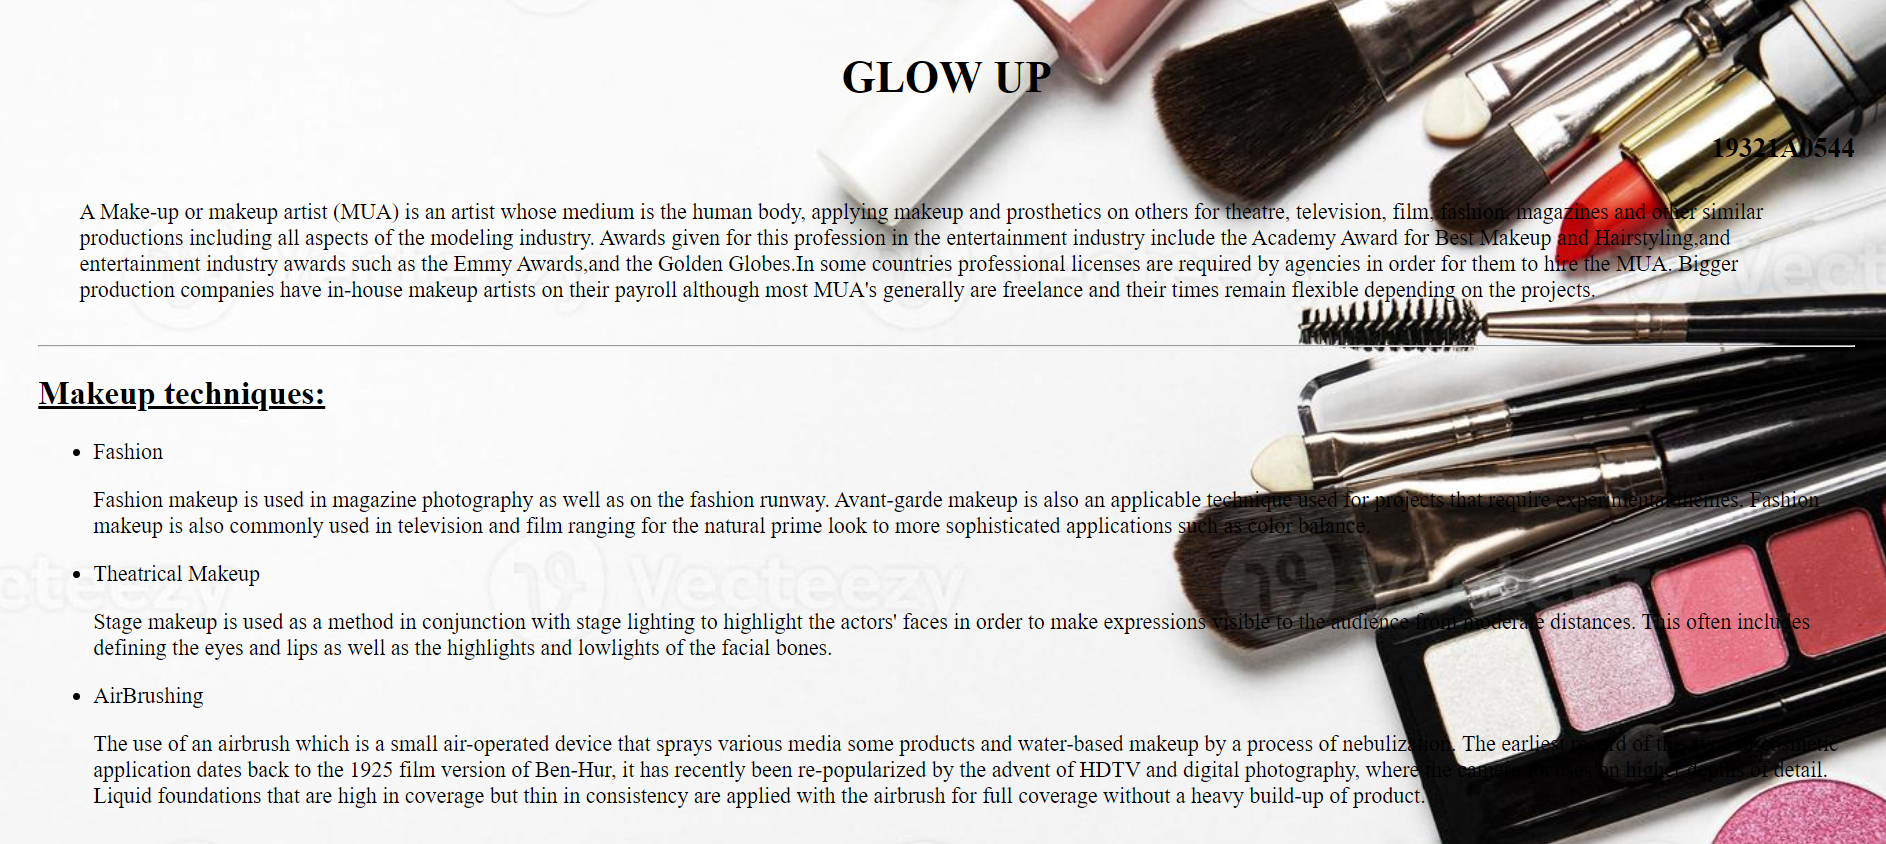 GLOW UP
19321A0544
A Make-up or makeup artist (MUA) is an artist whose medium is the human body, applying makeup and prosthetics on others for theatre, television, film, fashion, magazines and other similar
productions including all aspects of the modeling industry. Awards given for this profession in the entertainment industry include the Academy Award for Best Makeup and Hairstyling,and
entertainment industry awards such as the Emmy Awards,and the Golden Globes.In some countries professional licenses are required by agencies in order for them to hire the MUA. Bigger
production companies have in-house makeup artists on their payroll although most MUA's generally are freelance and their times remain flexible depending on the projects.
Makeup techniques:
• Fashion
Fashion makeup is used in magazine photography as well as on the fashion runway. Avant-garde makeup is also an applicable technique used for projects that require experimental themes. Fashion
makeup is also commonly used in television and film ranging for the natural prime look to more sophisticated applications such as color balance.
Vecteezy
• Theatrical Makeup
Stage makeup is used as a method in conjunction with stage lighting to highlight the actors' faces in order to make expressions visible to the audience from moderate distances. This often includes
defining the eyes and lips as well as the highlights and lowlights of the facial bones.
• AirBrushing
The use of an airbrush which is a small air-operated device that sprays various media some products and water-based makeup by a process of nebulization. The earliest record of cosmetic
application dates back to the 1925 film version of Ben-Hur, it has recently been re-popularized by the advent of HDTV and digital photography, where the camera focuses on higher depths of detail.
Liquid foundations that are high in coverage but thin in consistency are applied with the airbrush for full coverage without a heavy build-up of product.